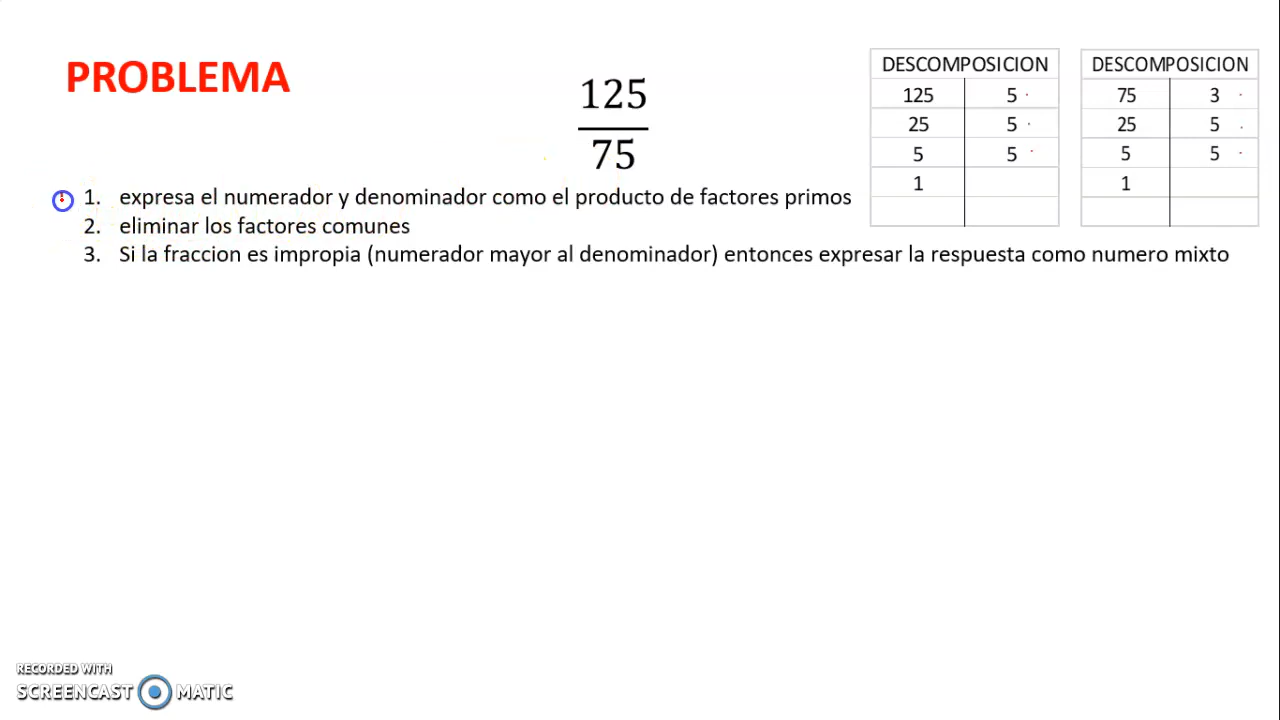 PROBLEMA
125
75
DESCOMPOSICION
125 5
25 5
5 5
1
DESCOMPOSICION
75 3
25 5
5 5
1
1. expresa el numerador y denominador como el producto de factores primos
2. eliminar los factores comunes
3. Si la fraccion es impropia (numerador mayor al denominador) entonces expresar la respuesta como numero mixto
RECORDED WITH
SCREENCAST MATIC